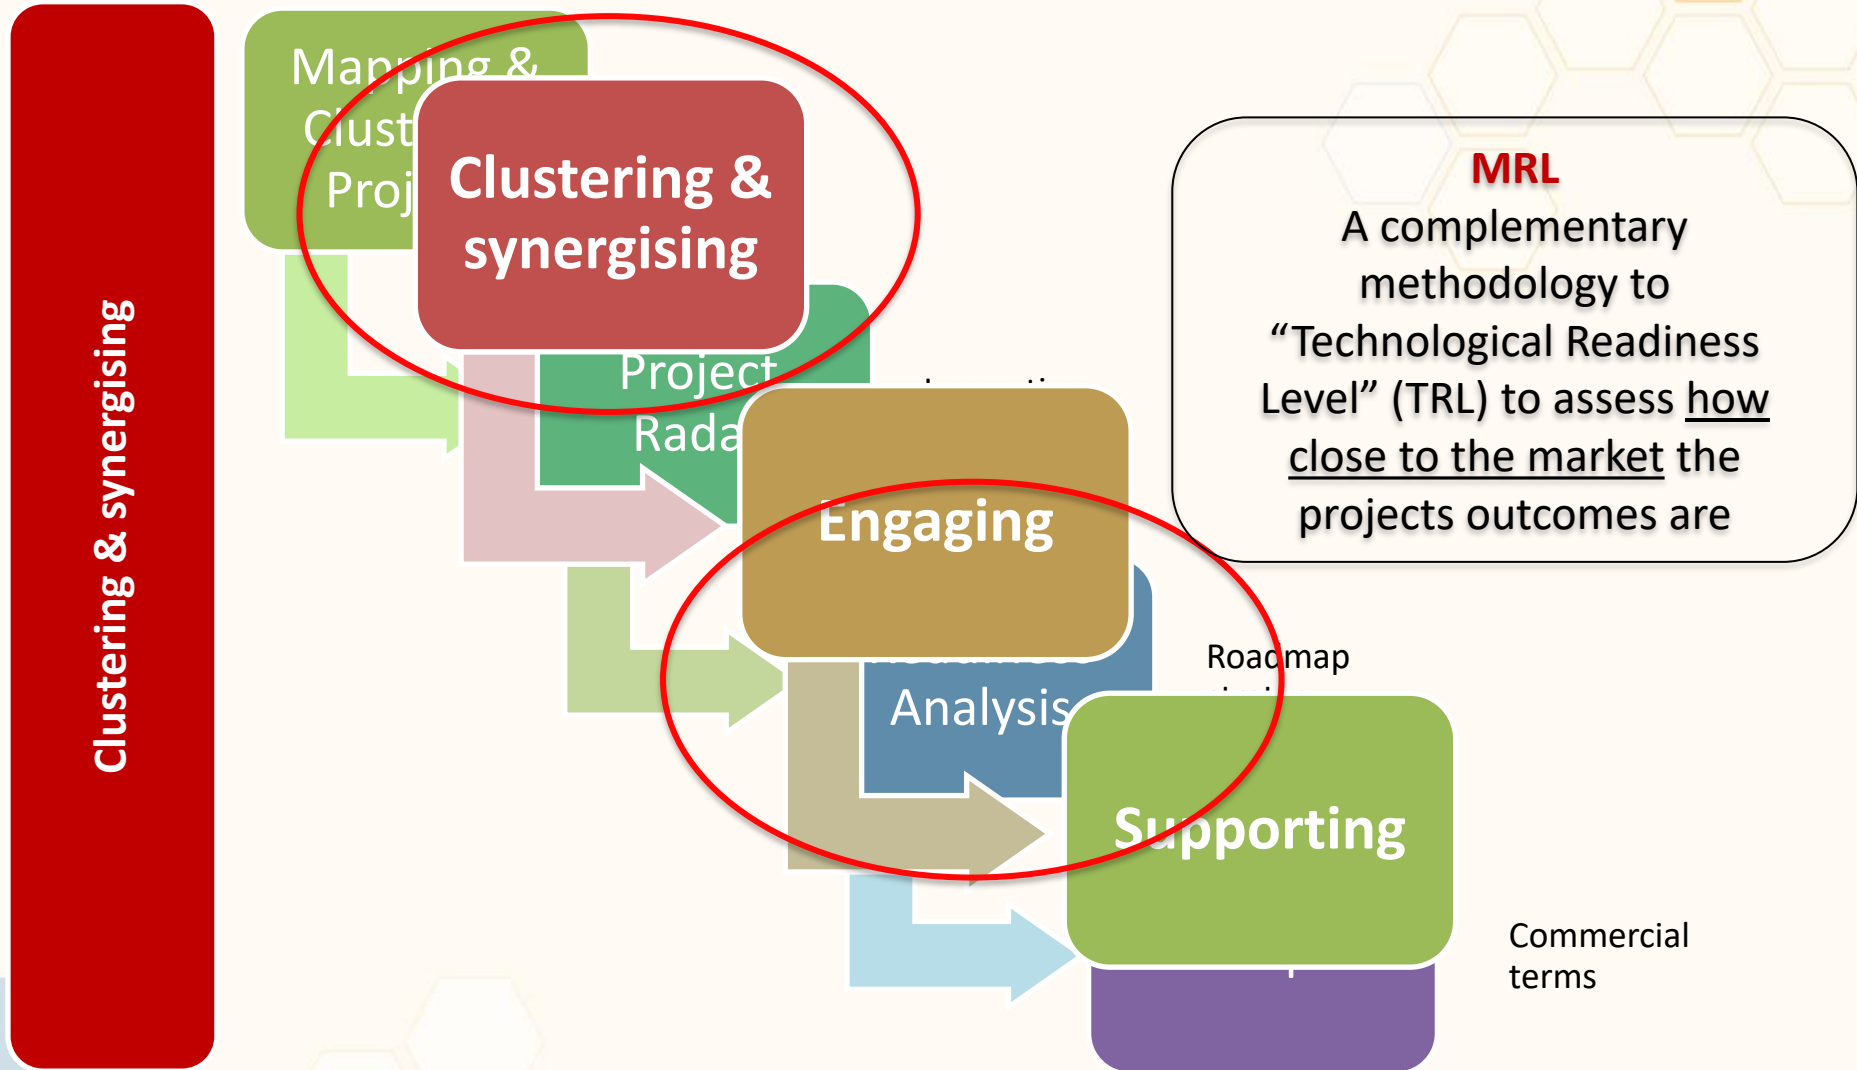 Clustering & synergising
Mapping &
Clust
Proj
Clustering &
synergising
Project
Rada
Engaging
Analysis
Supporting
MRL
A complementary
methodology to
“Technological Readiness
Level” (TRL) to assess how
close to the market the
projects outcomes are
Roadmap
Commercial
terms